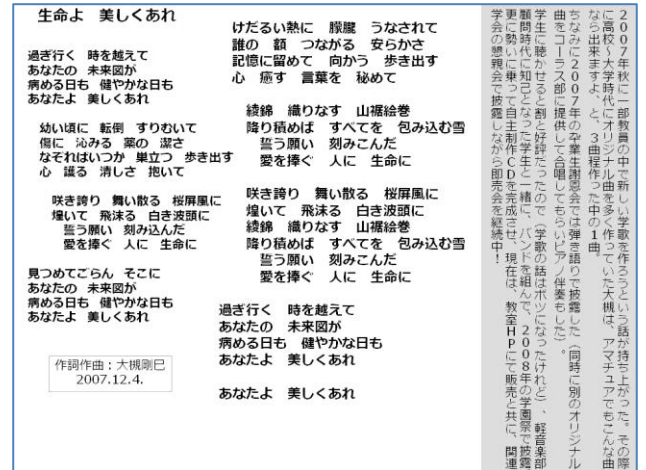 生命よ　美しくあれ
過ぎ行く　時を越えて
あなたの　未来図が
病める日も　健やかな日も
あなたよ　美しくあれ
幼い頃に　転倒　すりむいて
傷に　沁みる　薬の　潔さ
なぞればいつか　巣立つ　歩き出す
心　護る　清しさ　抱いて
咲き誇り　舞い散る　桜屏風に
煌いて　飛沫る　白き波頭に
誓う願い　刻み込んだ
愛を捧ぐ　人に　生命に
見つめてごらん　そこに
あなたの　未来図が
病める日も　健やかな日も
あなたよ　美しくあれ
作詞作曲：大槻剛巳
2007.12.4.
けだるい熱に　朦朧　うなされて
誰の　額　つながる　安らかさ
記憶に留めて　向かう　歩き出す
心　癒す　言葉を　秘めて
綾錦　織りなす　山裾絵巻
降り積めば　すべてを　包み込む雪
誓う願い　刻みこんだ
愛を捧ぐ　人に　生命に
咲き誇り　舞い散る　桜屏風に
煌いて　飛沫る　白き波頭に
綾錦　織りなす　山裾絵巻
降り積めば　すべてを　包み込む雪
誓う願い　刻みこんだ
愛を捧ぐ　人に　生命に
過ぎ行く　時を越えて
あなたの　未来図が
病める日も　健やかな日も
あなたよ　美しくあれ
あなたよ　美しくあれ
2007年秋に一部教員の中で新しい学歌を作ろうという話が持ち上がった。その際
に高校～大学時代にオリジナル曲を多く作っていた大槻は、アマチュアでもこんな曲
なら出来ますよ、と、3曲程作った中の1曲。
ちなみに2007年の卒業生謝恩会では弾き語りで披露した（同時に別のオリジナル
曲をコーラス部に提供して合唱してもらいピアノ伴奏もした）。
学生に聴かせると割と好評だったので（学歌の話はボツになったけれど）、軽音楽部
顧問時代に知己となった学生と一緒に、バンドを組んで、2008年の学園祭で披露
更に勢いに乗って自主制作CDを完成させ、現在は、教室HPにて販売と共に、関連
学会の懇親会で披露しながら即売会を継続中！